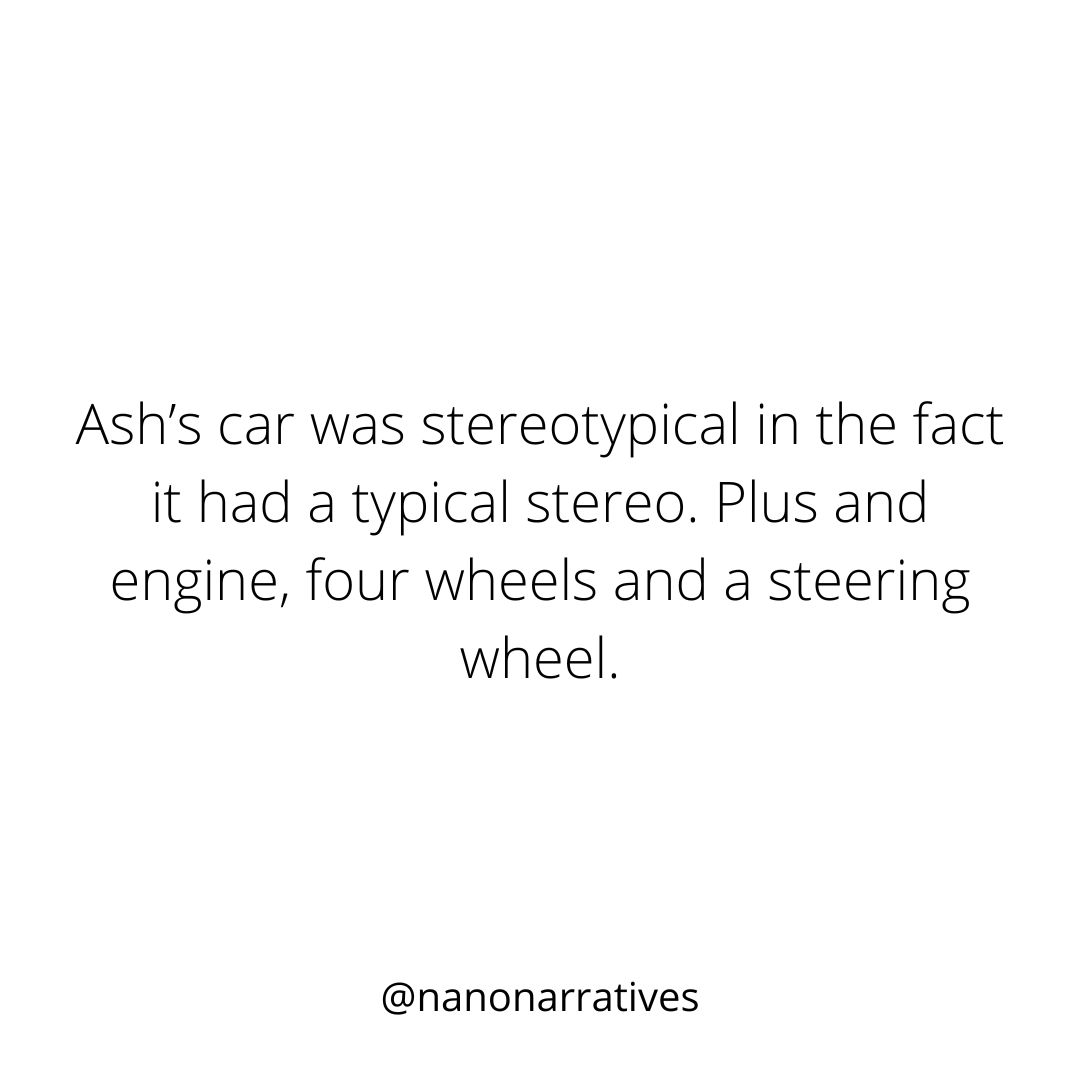 Ash’s car was stereotypical in the fact
it had a typical stereo. Plus and
engine, four wheels and a steering
wheel.
@nanonarratives